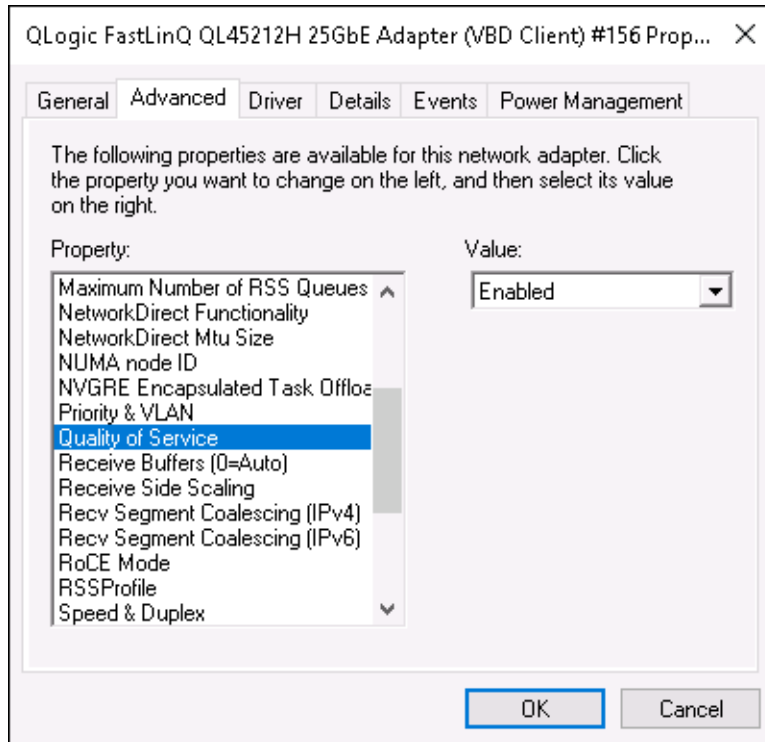 QLogic FastLinQ QL45212H 25GbE Adapter (VBD Client) #156 Prop...
General Advanced Driver Details Events Power Management
The following properties are available for this network adapter. Click
the property you want to change on the left, and then select its value
on the right.
Property:
Value:
Maximum Number of RSS Queues
NetworkDirect Functionality
NetworkDirect Mtu Size
NUMA node ID
NVGRE Encapsulated Task Offloa
Priority & VLAN
Quality of Service
Receive Buffers (0=Auto)
Receive Side Scaling
Recv Segment Coalescing (IPv4)
Recv Segment Coalescing (IPv6)
RoCE Mode
RSSProfile
Speed & Duplex
Enabled
OK
Cancel